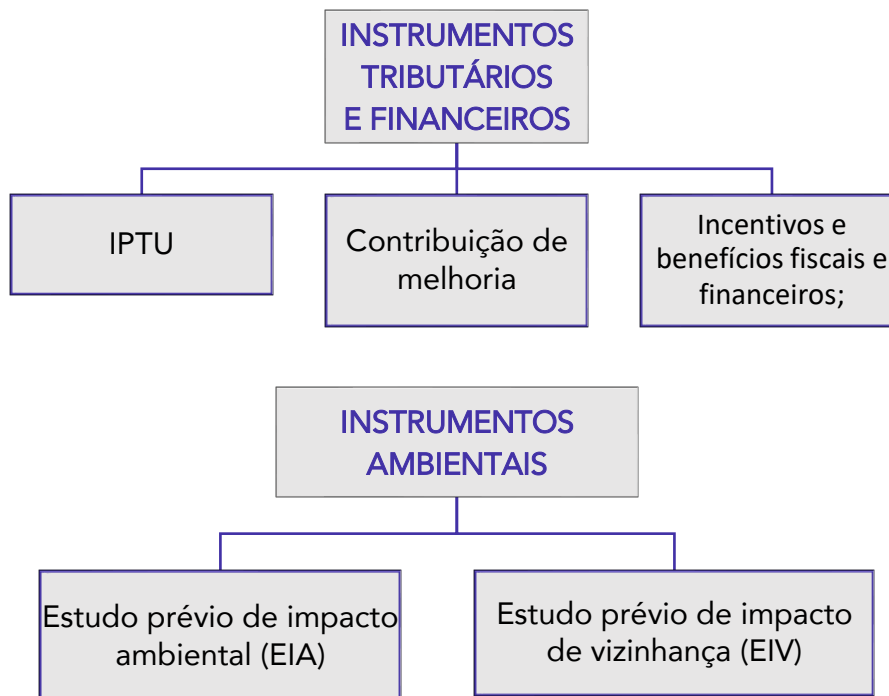 INSTRUMENTOS
TRIBUTÁRIOS
E FINANCEIROS
IPTU
Contribuição de
melhoria
Incentivos e
benefícios fiscais e
financeiros;
INSTRUMENTOS
AMBIENTAIS
Estudo prévio de impacto
ambiental (EIA)
Estudo prévio de impacto
de vizinhança (EIV)